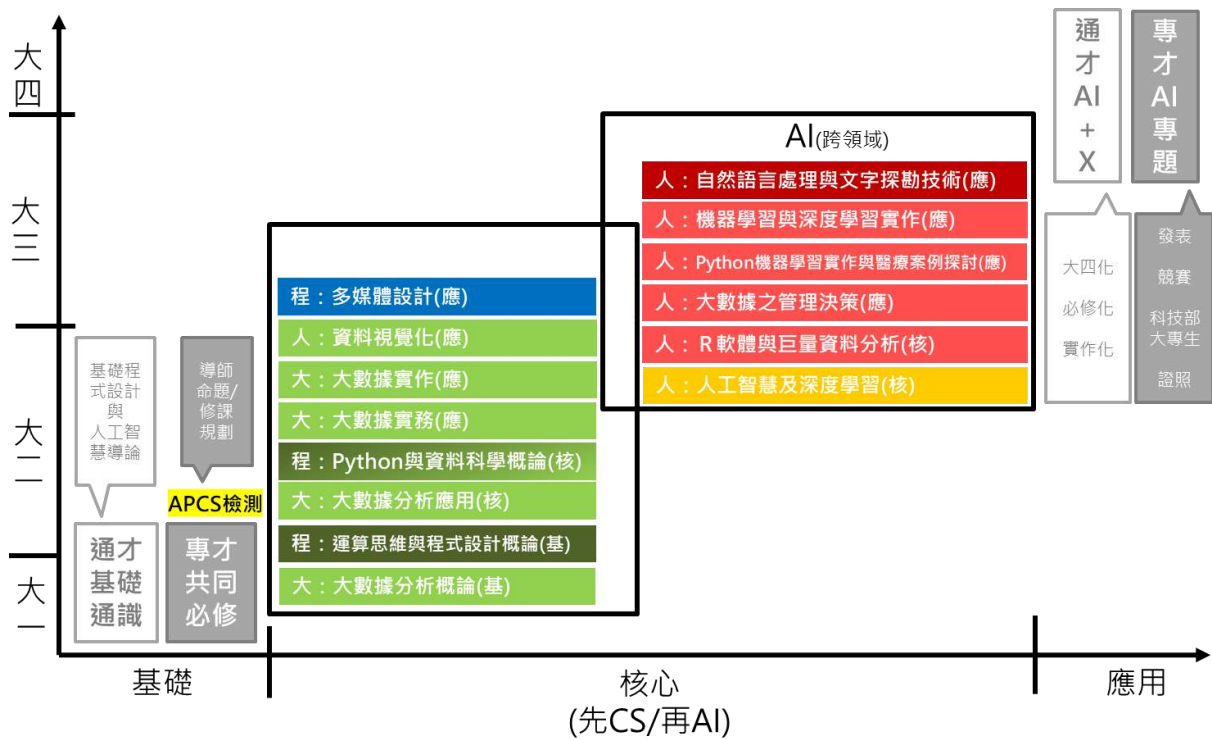 大
四
大
三
大
二
大
一
基礎程
式設計
與
人工智
慧導論
導師
命題/
修課
規劃
APCS檢測
通才
基礎
通識
專才
共同
必修
程：多媒體設計(應)
人：資料視覺化(應)
大：大數據實作(應)
大：大數據實務(應)
程：Python與資料科學概論(核)
大：大數據分析應用(核)
程：運算思維與程式設計概論(基)
大：大數據分析概論(基)
AI(跨領域)
人：自然語言處理與文字探勘技術(應)
人：機器學習與深度學習實作(應)
人：Python機器學習實作與醫療案例探討(應)
人：大數據之管理決策(應)
人：R軟體與巨量資料分析(核)
人：人工智慧及深度學習(核)
通
才
AI
+
X
專
才
AI
專
題
大四化
必修化
實作化
發表
競賽
科技部
大專生
證照
基礎
核心
(先CS/再AI)
應用